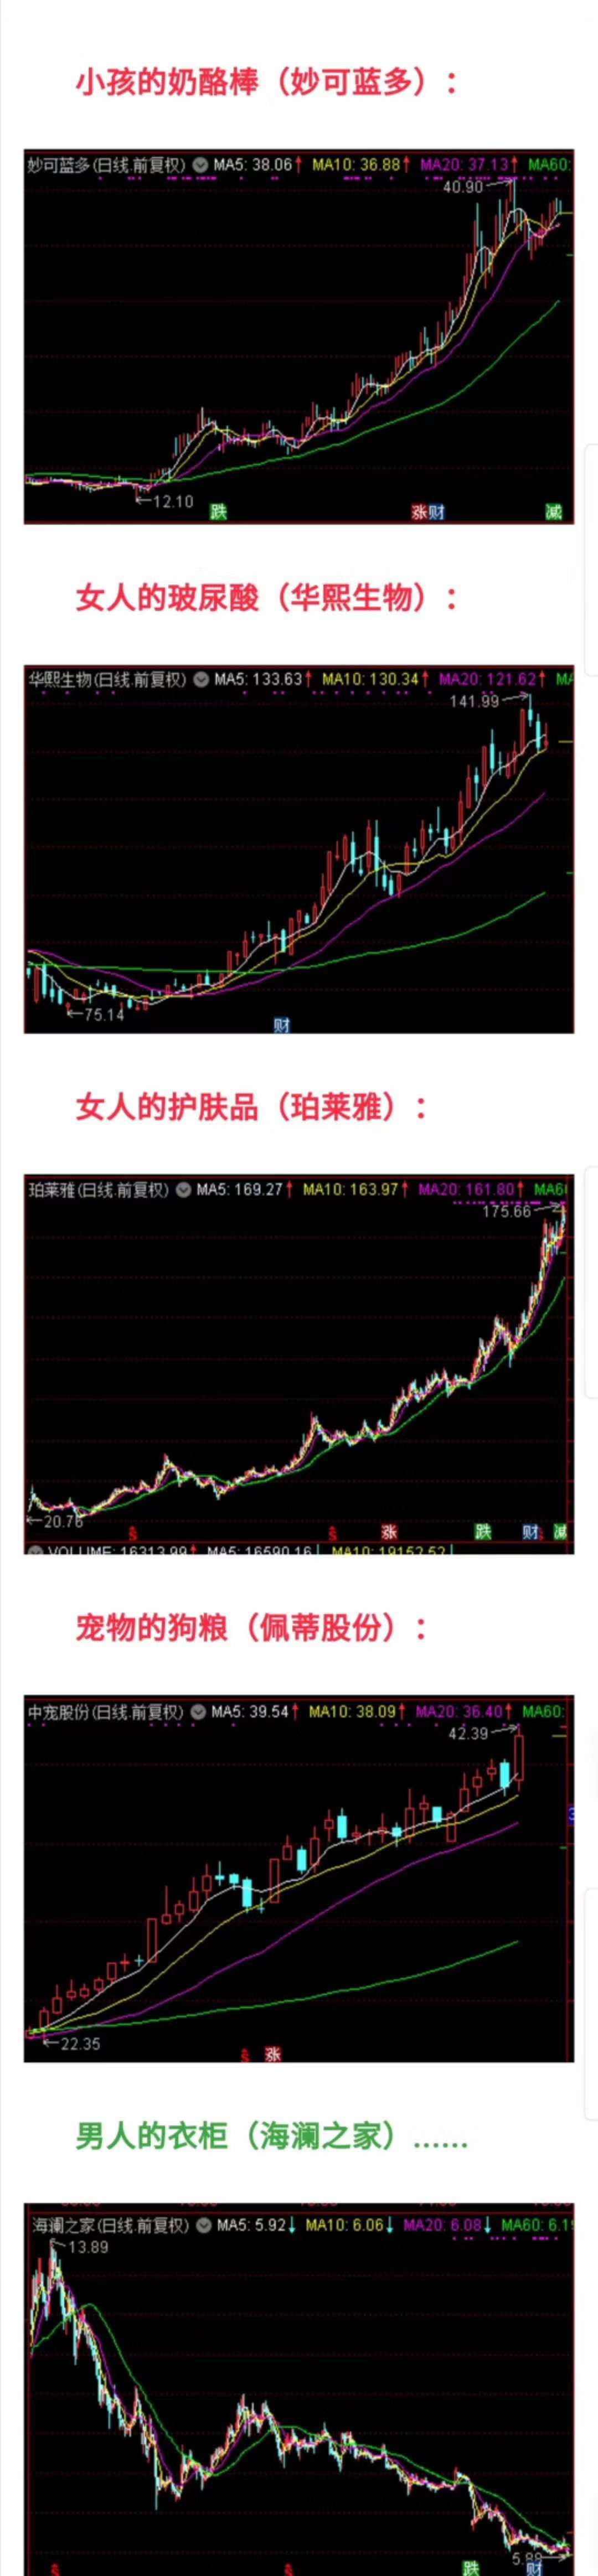 小孩的奶酪棒（妙可蓝多）：
妙可蓝多(日线.前复权) MA5: 38.06↑ MA10: 36.88↑ MA20: 37.13↑ MA60:
40.90
←12.10
跌 涨 财 减
女人的玻尿酸（华熙生物）：
华熙生物(日线.前复权) MA5: 133.63↑ MA10: 130.34↑ MA20: 121.62↑ MA
141.99
←75.14
财
女人的护肤品（珀莱雅）：
珀莱雅(日线.前复权) MA5: 169.27↑ MA10: 163.97↑ MA20: 161.80↑ MA6
175.66
←20.76
$ $ 涨 跌 财 减
VOLUME: 16313.99↑ MA5: 16590.16↓ MA10: 19152.52↓
宠物的狗粮（佩蒂股份）：
中宠股份(日线.前复权) MA5: 39.54↑ MA10: 38.09↑ MA20: 36.40↑ MA60:
42.39
←22.35
$ 涨
男人的衣柜（海澜之家）......
海澜之家(日线.前复权) MA5: 5.92↓ MA10: 6.06↓ MA20: 6.08↓ MA60: 6.1
13.89
5.88
$ $ 跌 财